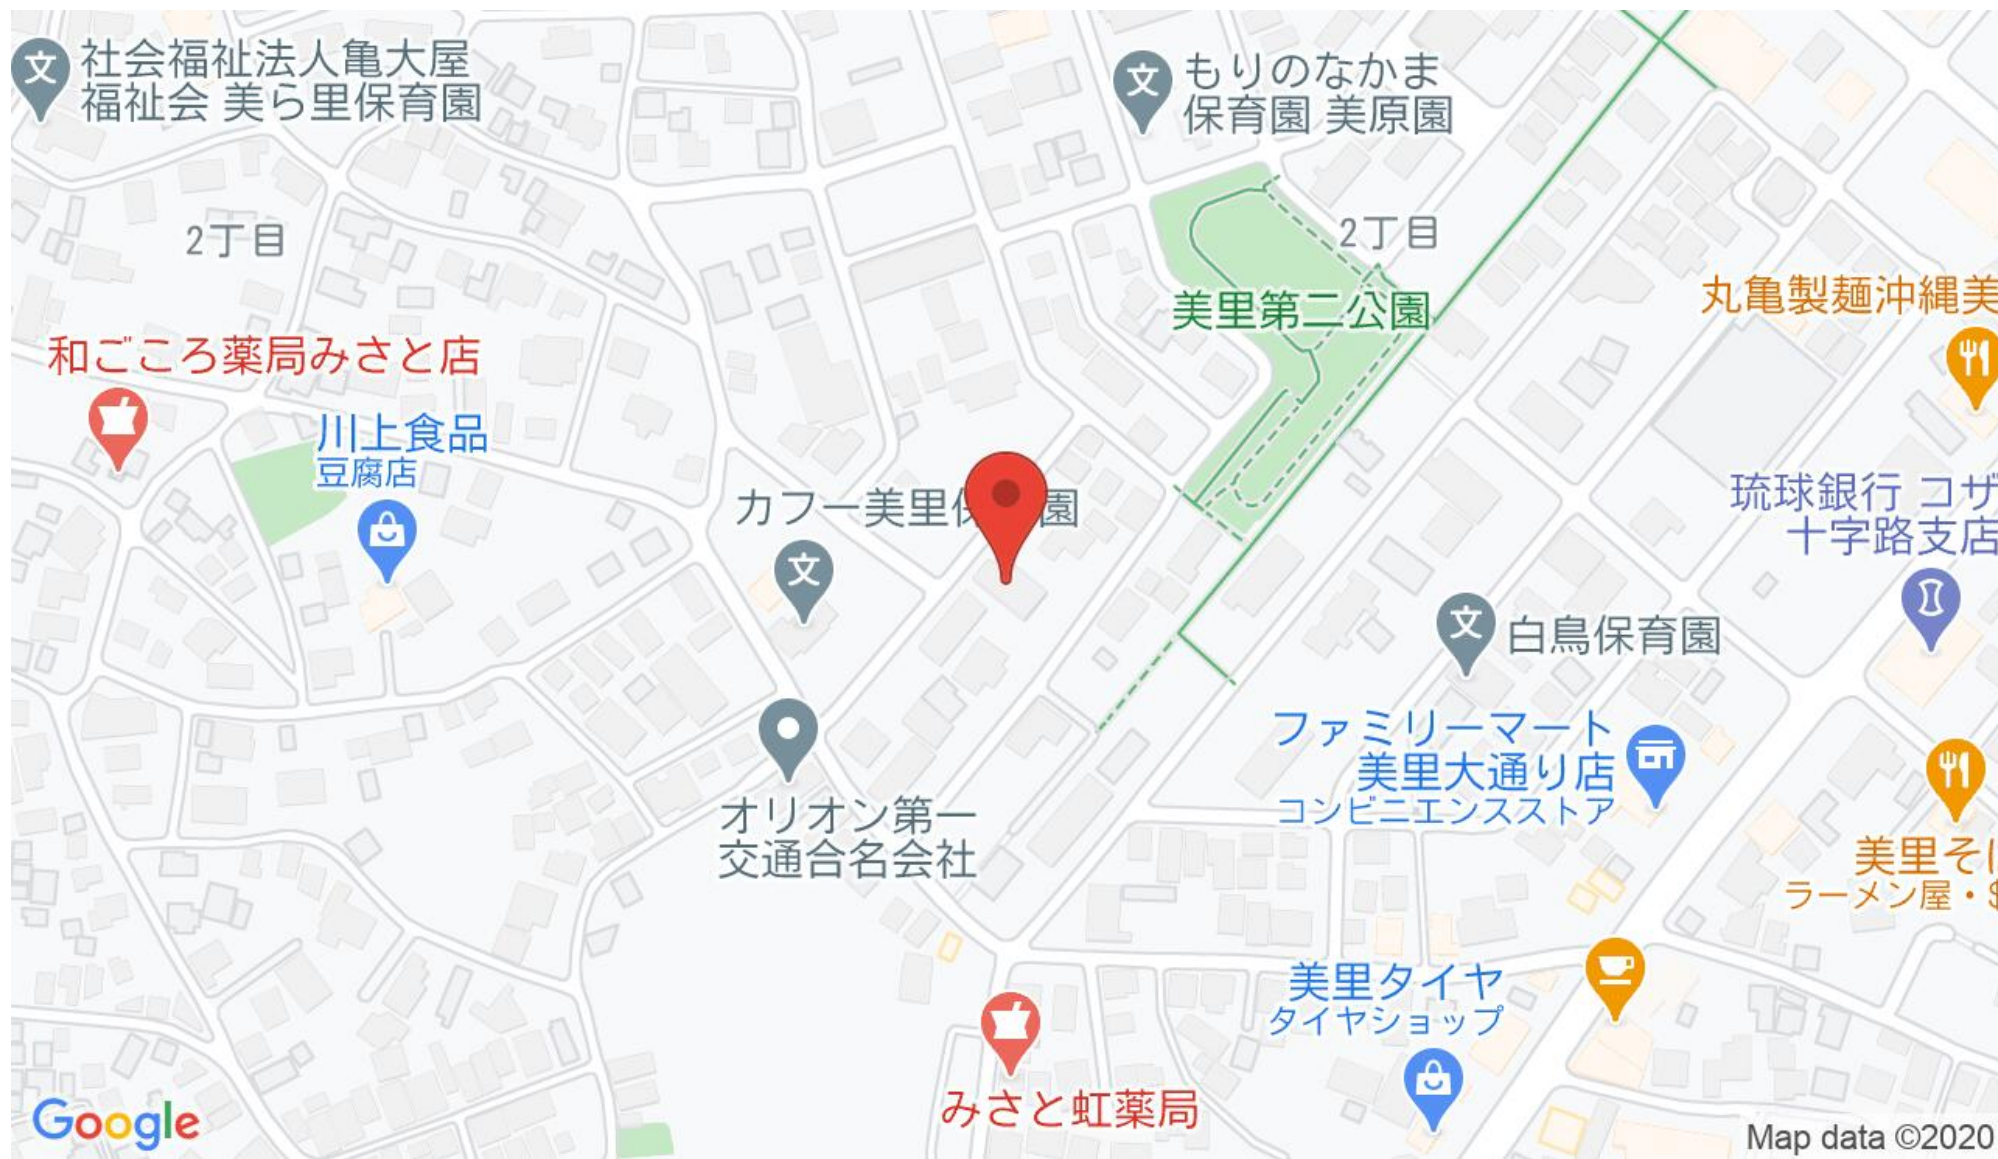 社会福祉法人亀大屋
福祉会 美ら里保育園
もりのなかま
保育園 美原園
2丁目
2丁目
美里第二公園
丸亀製麺沖縄美
和ごころ薬局みさと店
川上食品
豆腐店
カフー美里保
園
琉球銀行 コザ
十字路支店
白鳥保育園
ファミリーマート
美里大通り店
コンビニエンスストア
オリオン第一
交通合名会社
美里そ
ラーメン屋・$
美里タイヤ
タイヤショップ
みさと虹薬局
Google
Map data ©2020